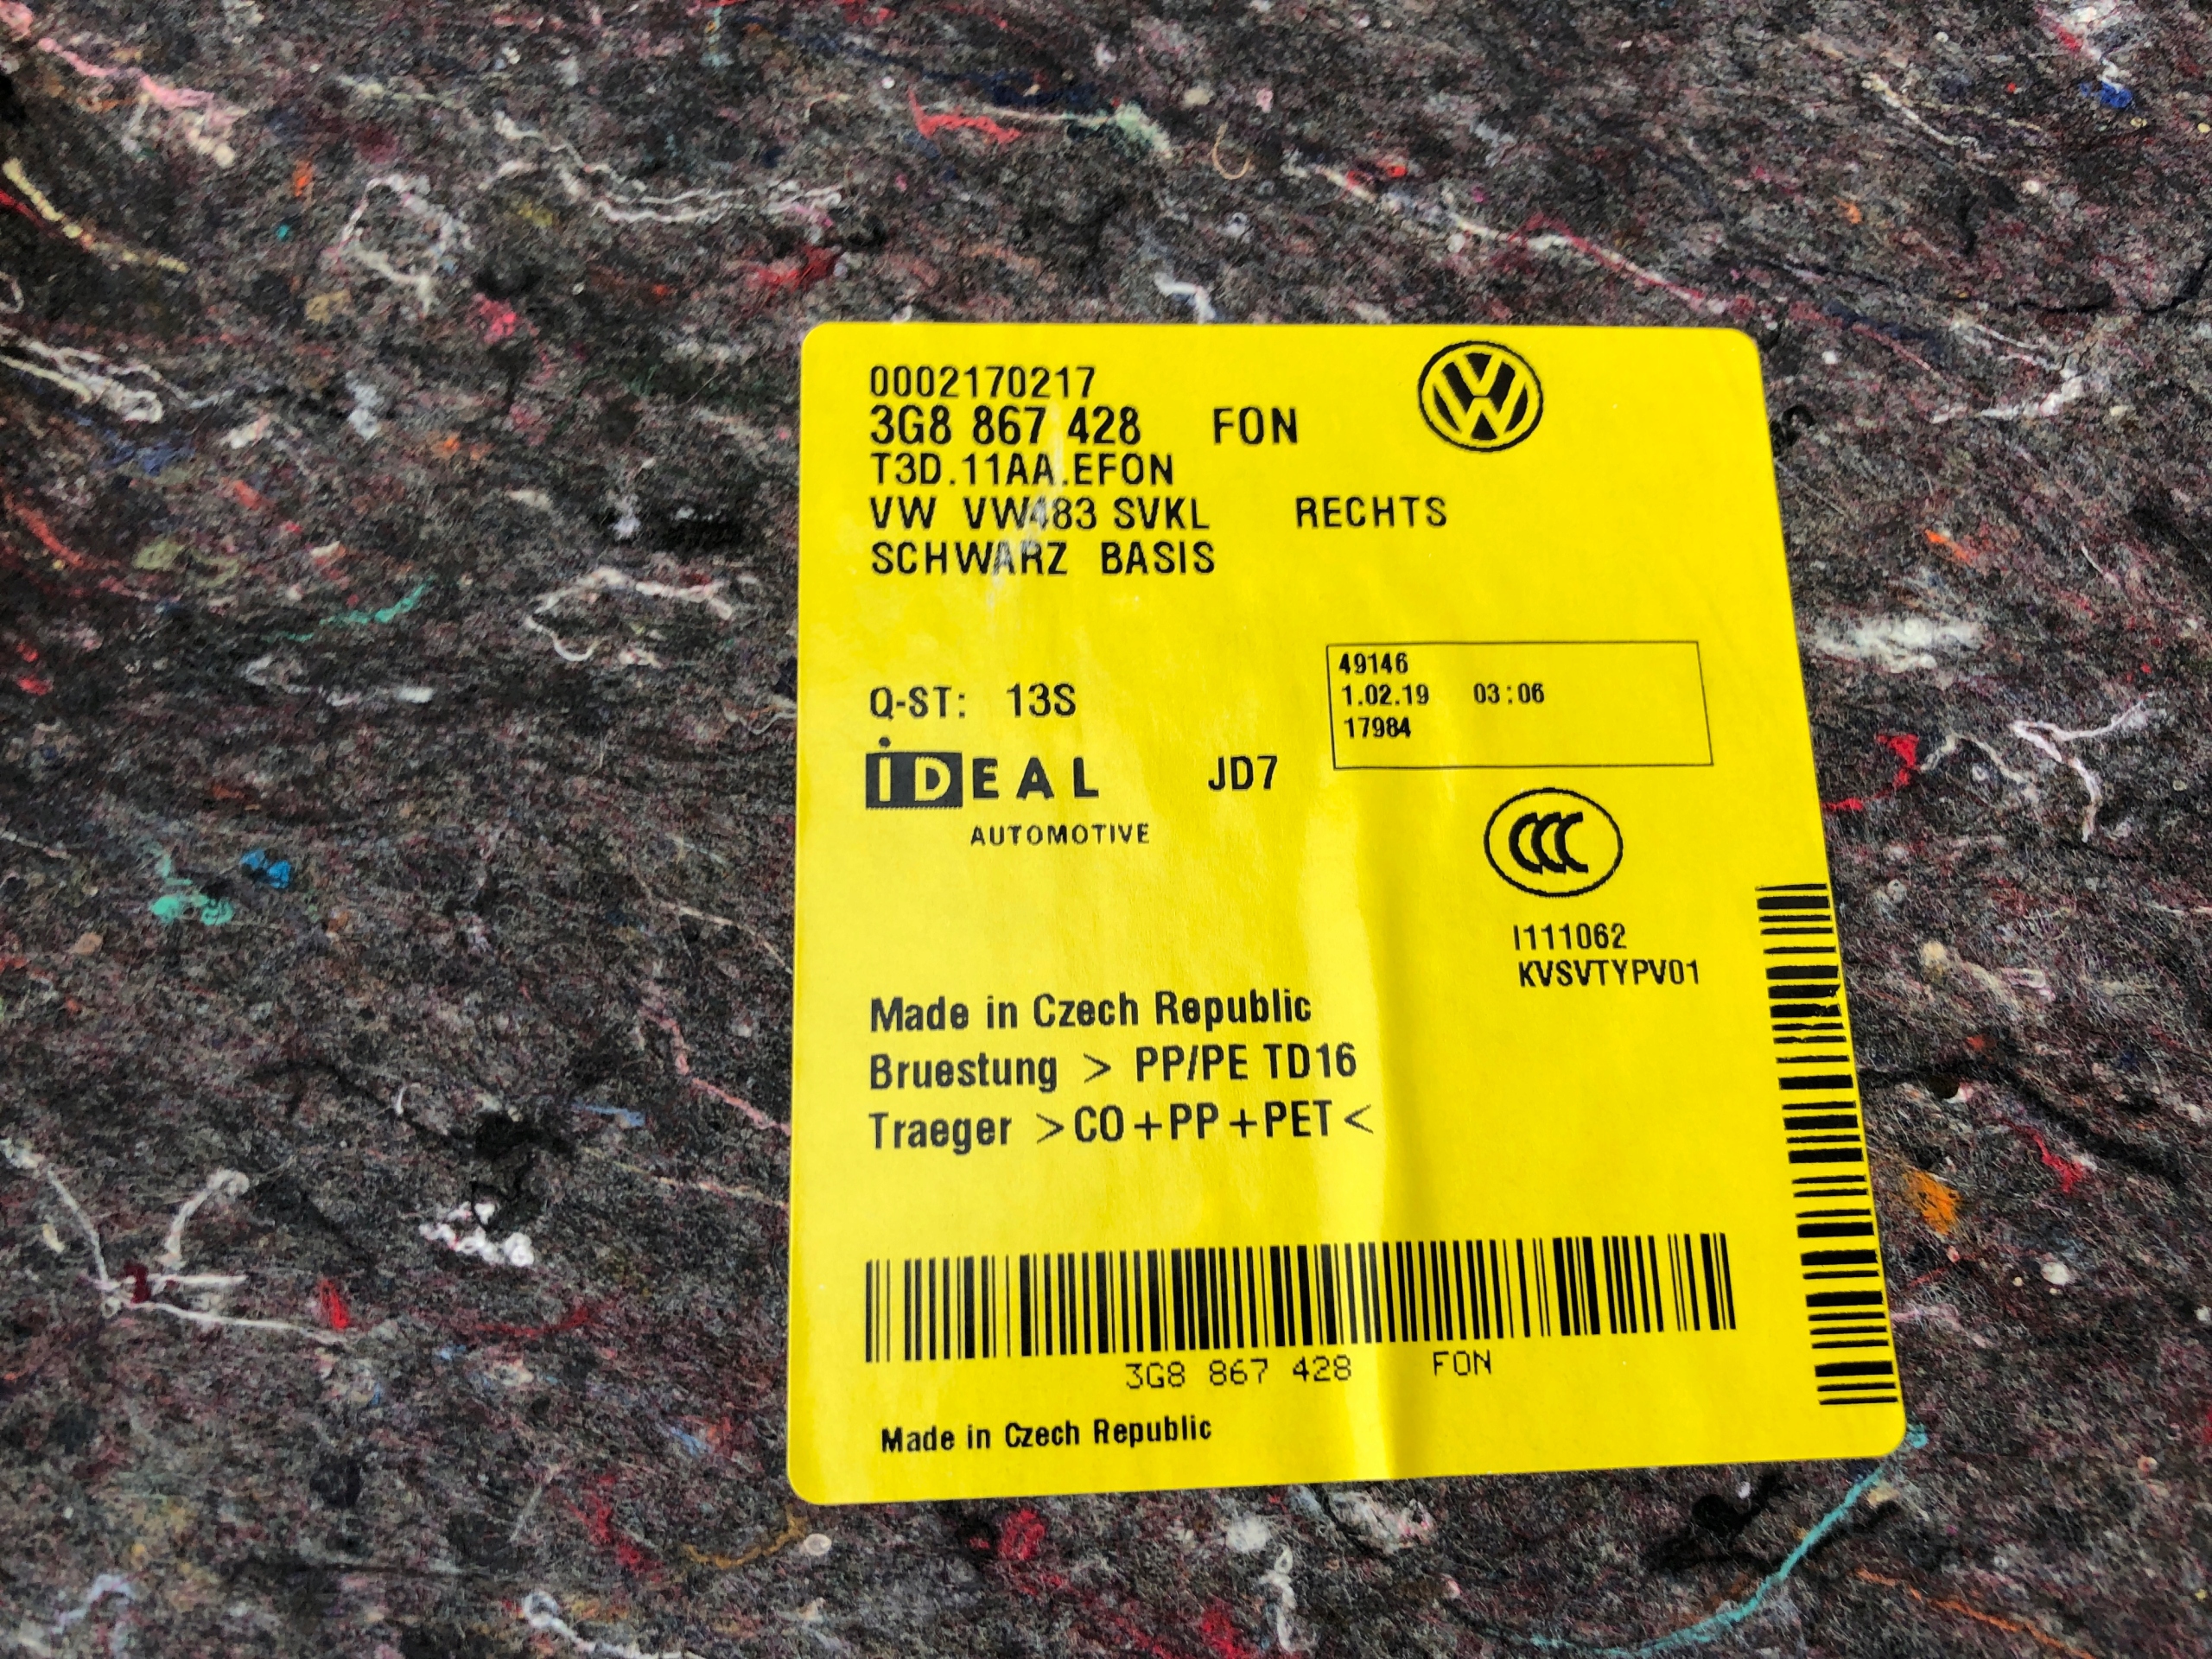 0002170217
3G8 867 428 FON
T3D.11AA.EFON
VW VW483 SVKL RECHTS
SCHWARZ BASIS
49146
1.02.19 03:06
17984
Q-ST: 13S
iDEAL JD7
AUTOMOTIVE
CCC
I111062
KVSVTYPV01
Made in Czech Republic
Bruestung > PP/PE TD16
Traeger >CO+PP+PET<
3G8 867 428 FON
Made in Czech Republic